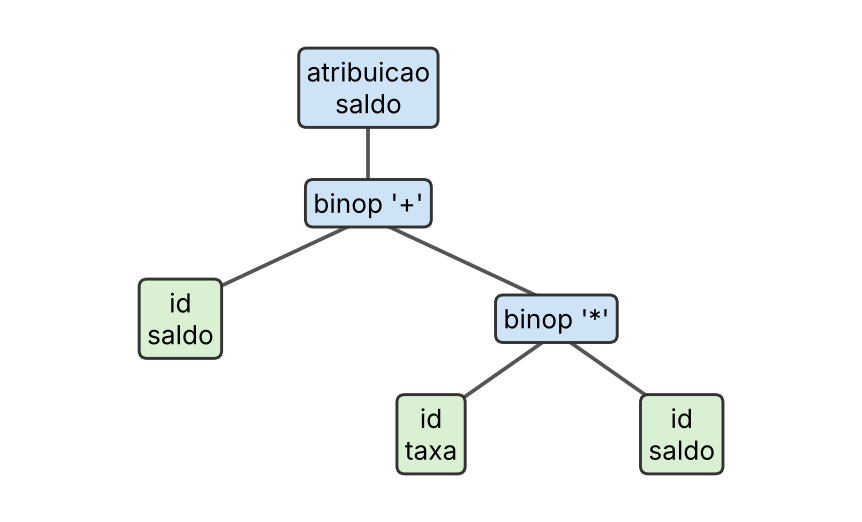 atribuicao
saldo
binop '+'
id
saldo
binop '*'
id
taxa
id
saldo